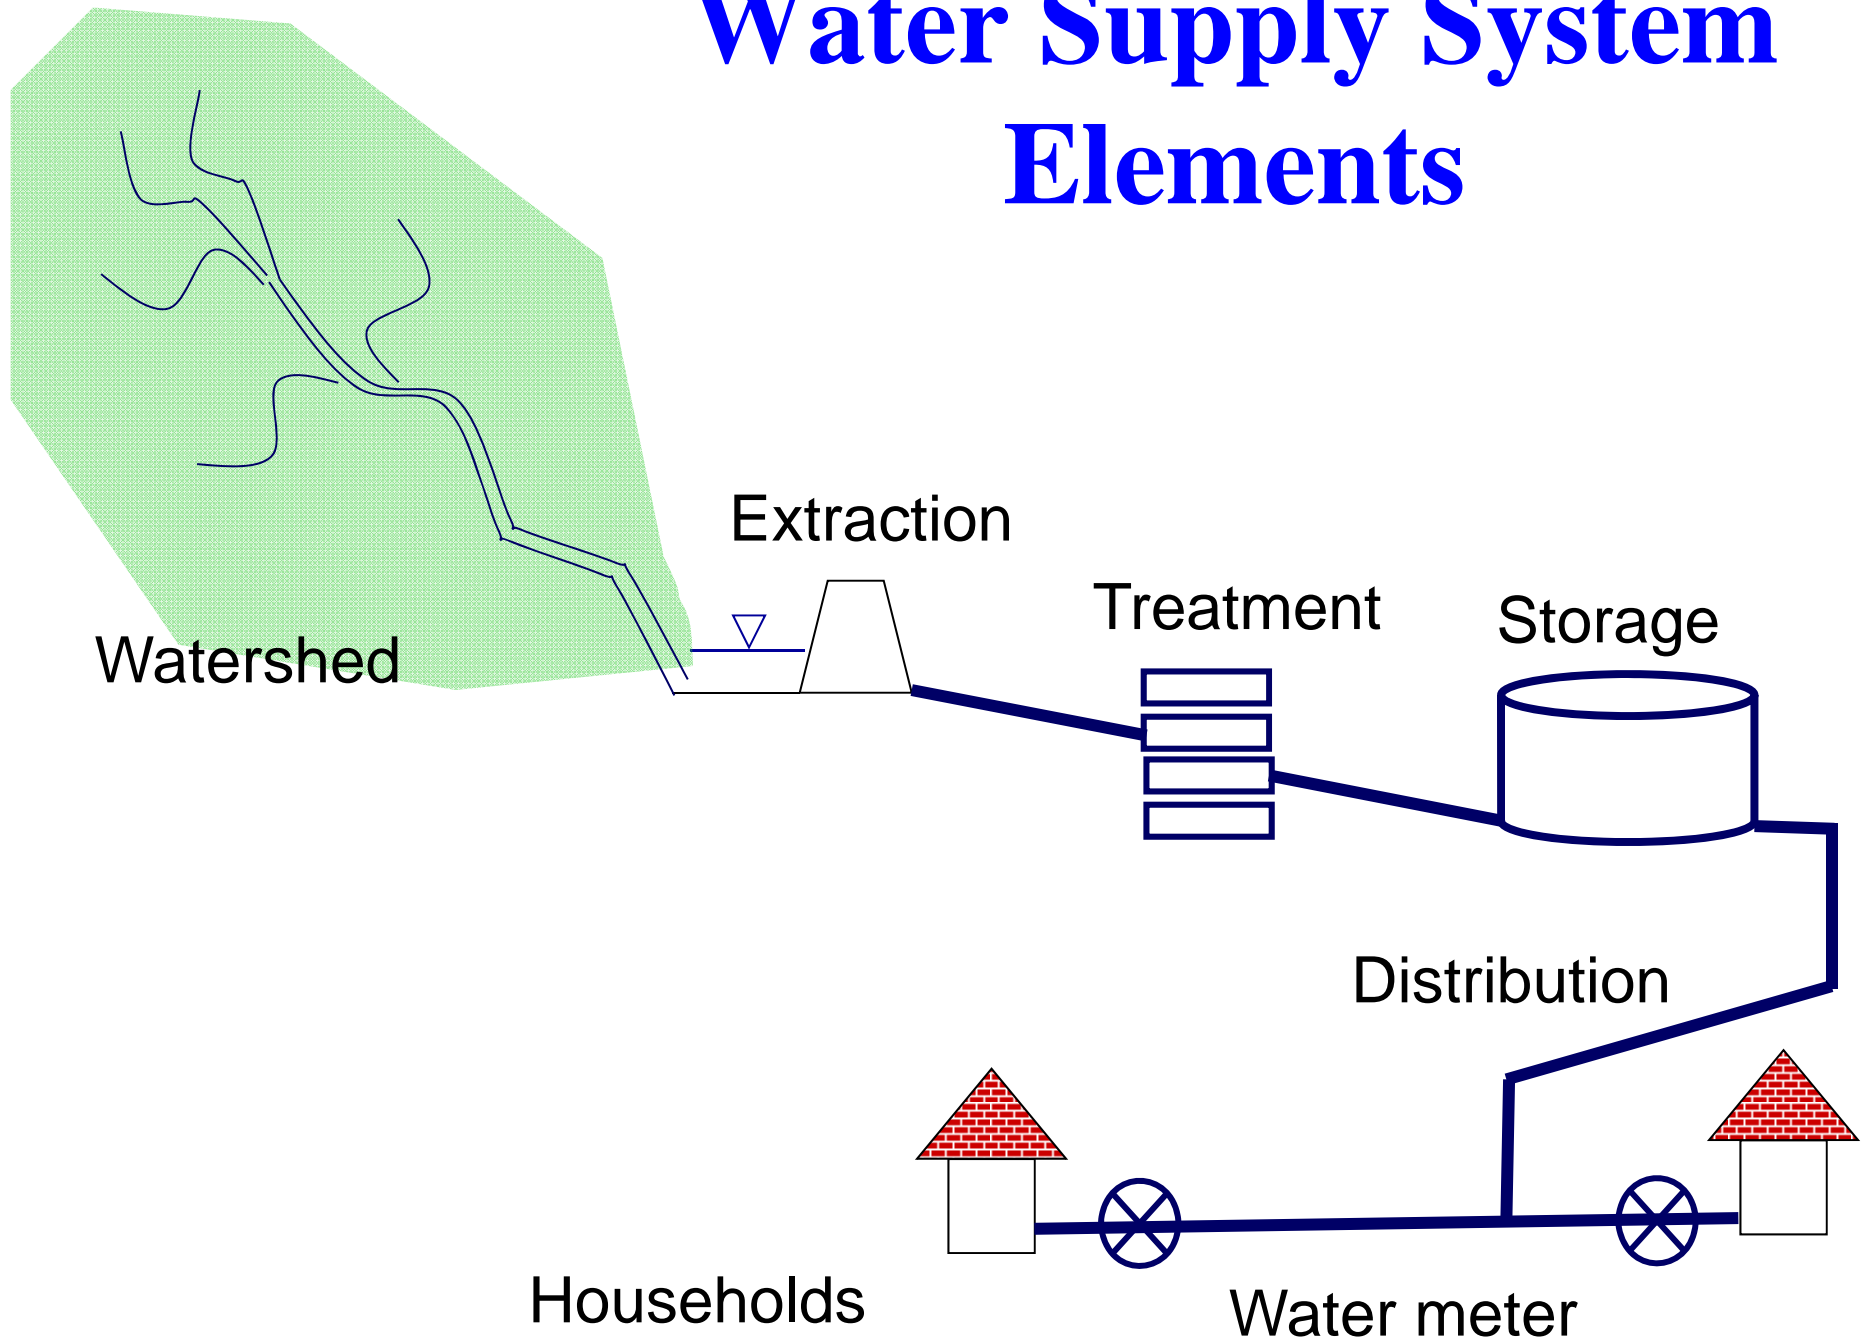 Water Supply System
Elements
Extraction
Treatment
Storage
Watershed
Distribution
Households
Water meter